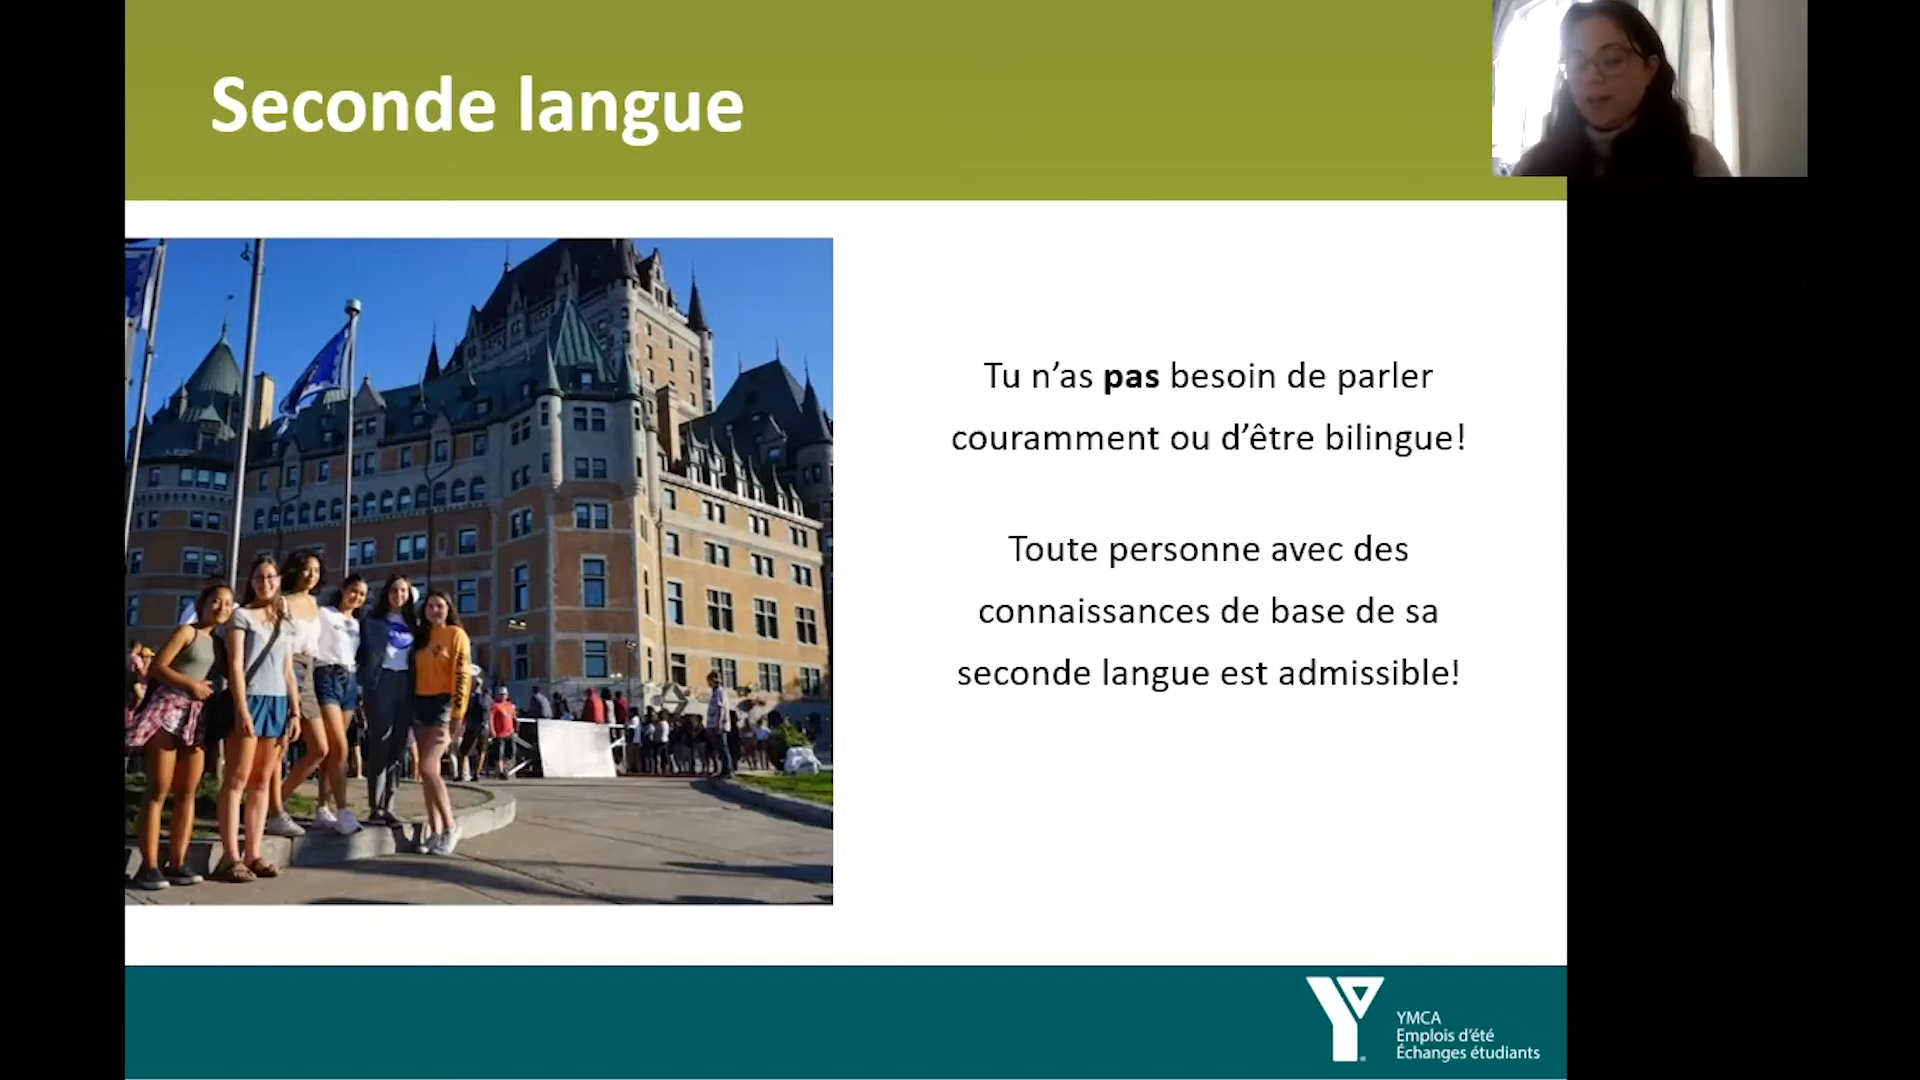 Seconde langue
Tu n’as pas besoin de parler
couramment ou d’être bilingue!
Toute personne avec des
connaissances de base de sa
seconde langue est admissible!
YMCA
Emplois d’été
Échanges étudiants